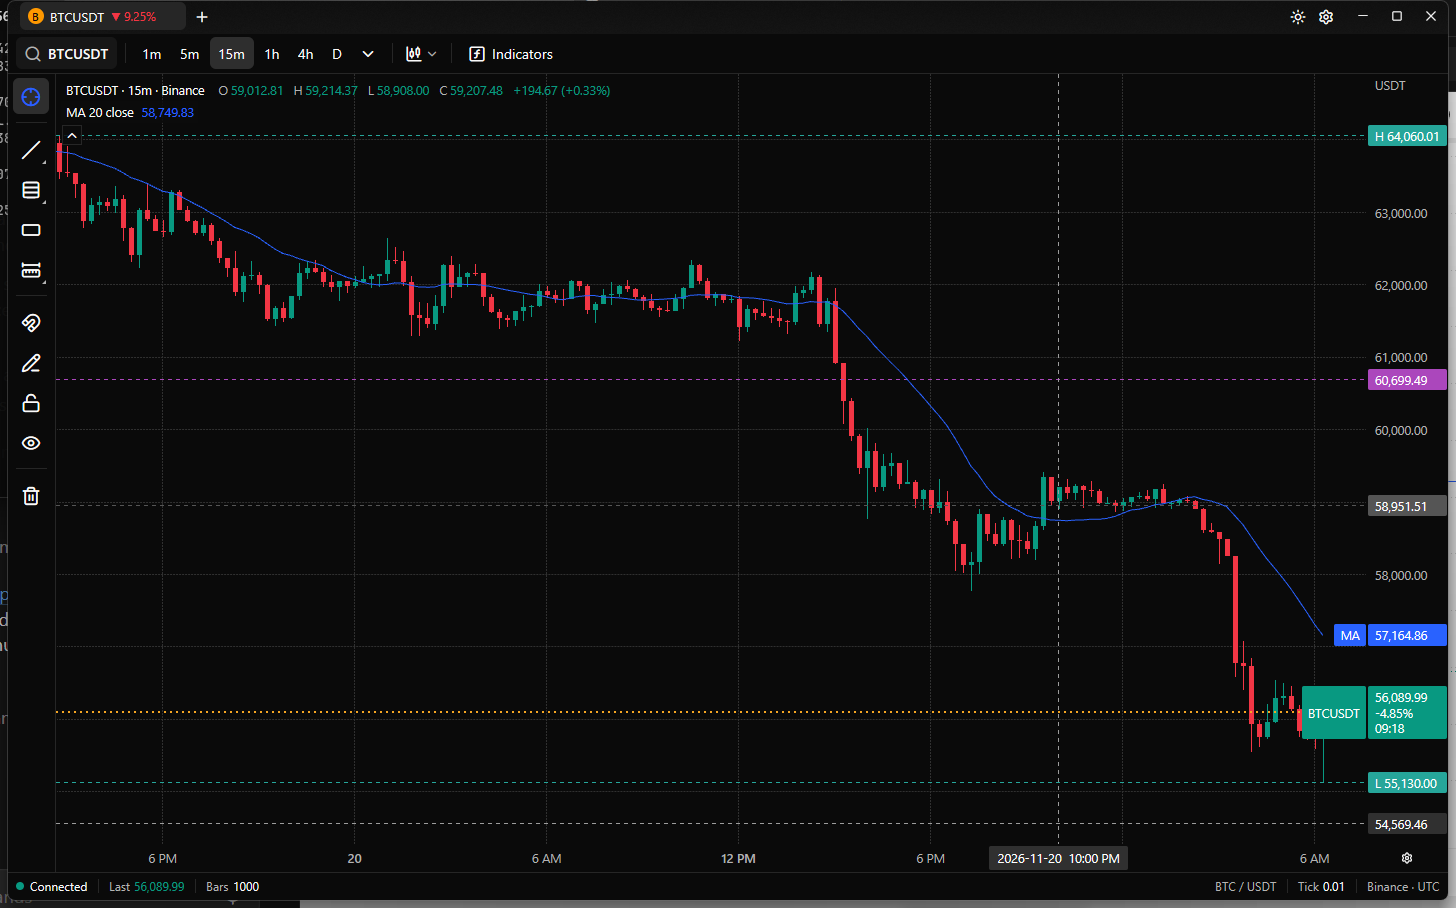 BTCUSDT ▼ 9.25%
BTCUSDT 1m 5m 15m 1h 4h D Indicators
BTCUSDT · 15m · Binance O 59,012.81 H 59,214.37 L 58,908.00 C 59,207.48 +194.67 (+0.33%)
MA 20 close 58,749.83
USDT
H 64,060.01
63,000.00
62,000.00
61,000.00
60,699.49
60,000.00
58,951.51
58,000.00
MA 57,164.86
BTCUSDT
56,089.99
-4.85%
09:18
L 55,130.00
54,569.46
6 PM 20 6 AM 12 PM 6 PM 2026-11-20 10:00 PM 6 AM
Connected Last 56,089.99 Bars 1000 BTC / USDT Tick 0.01 Binance · UTC